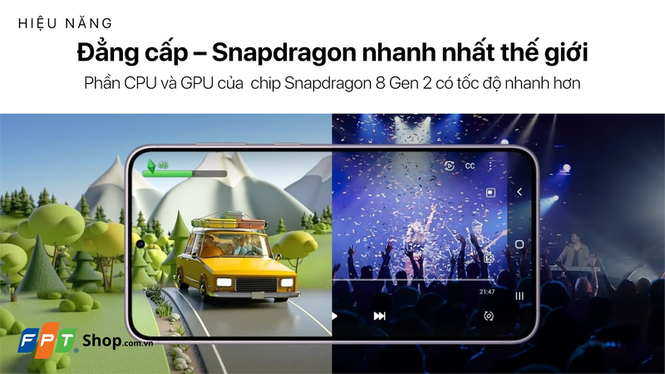 HIỆU NĂNG
Đẳng cấp – Snapdragon nhanh nhất thế giới
Phần CPU và GPU của chip Snapdragon 8 Gen 2 có tốc độ nhanh hơn
46
CC
21:47
FPT Shop.com.vn